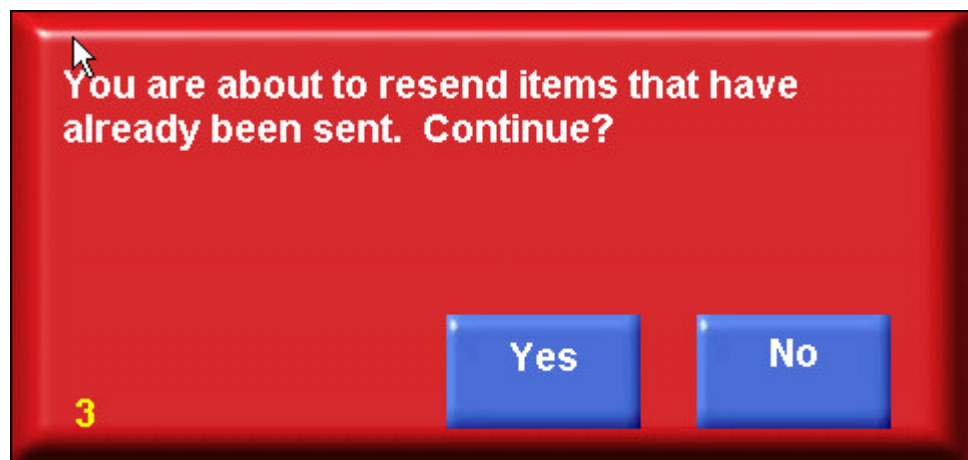 You are about to resend items that have
already been sent.  Continue?
Yes
No
3